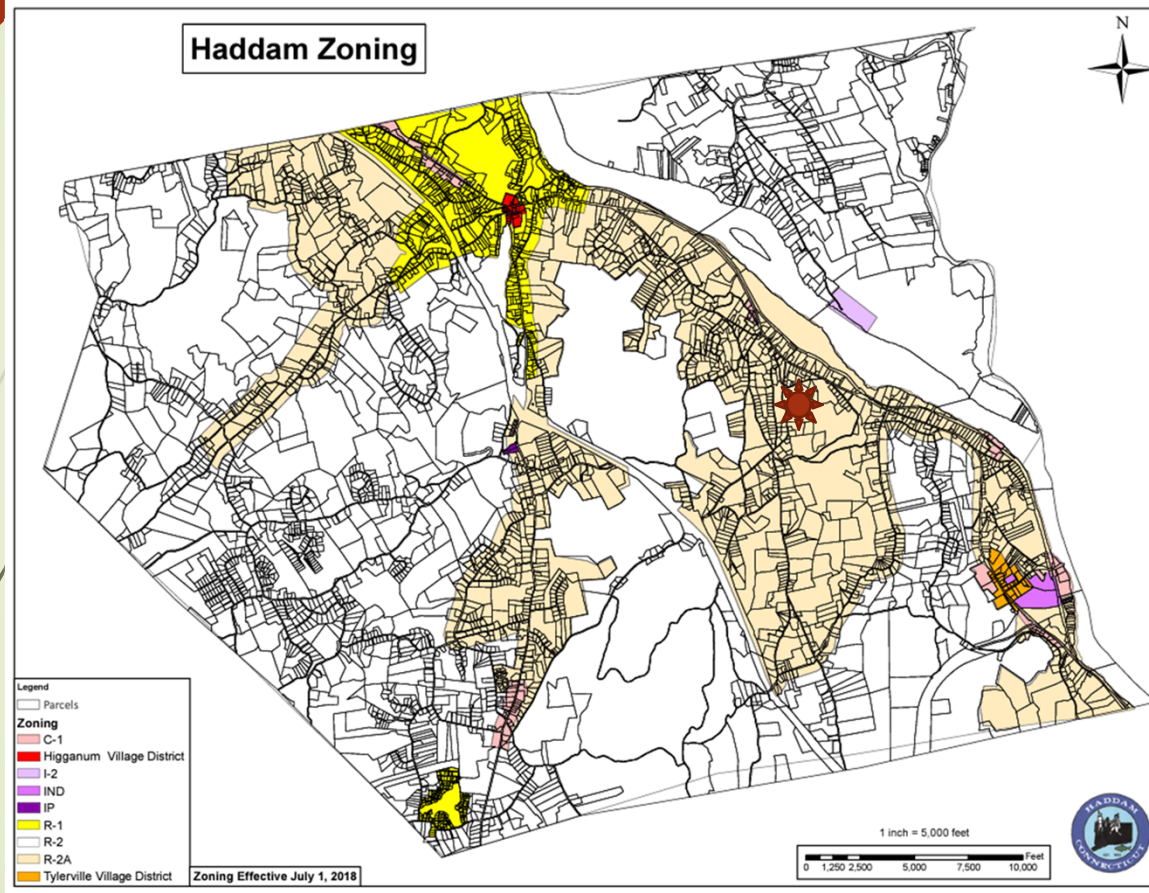 Haddam Zoning
N
Legend
Parcels
Zoning
C-1
Higganum Village District
I-2
IND
IP
R-1
R-2
R-2A
Tylerville Village District
Zoning Effective July 1, 2018
1 inch = 5,000 feet
Feet
0 1,250 2,500 5,000 7,500 10,000
HADDAM
CONNECTICUT